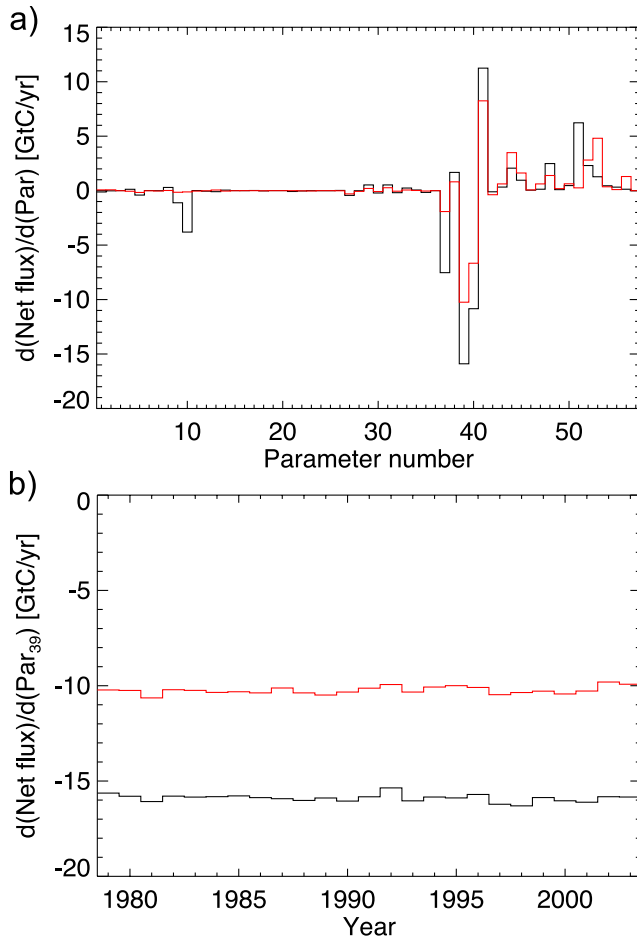 a)
d(Net flux)/d(Par) [GtC/yr]
15
10
5
0
-5
-10
-15
-20
10 20 30 40 50
Parameter number
b)
d(Net flux)/d(Par39) [GtC/yr]
0
-5
-10
-15
-20
1980 1985 1990 1995 2000
Year